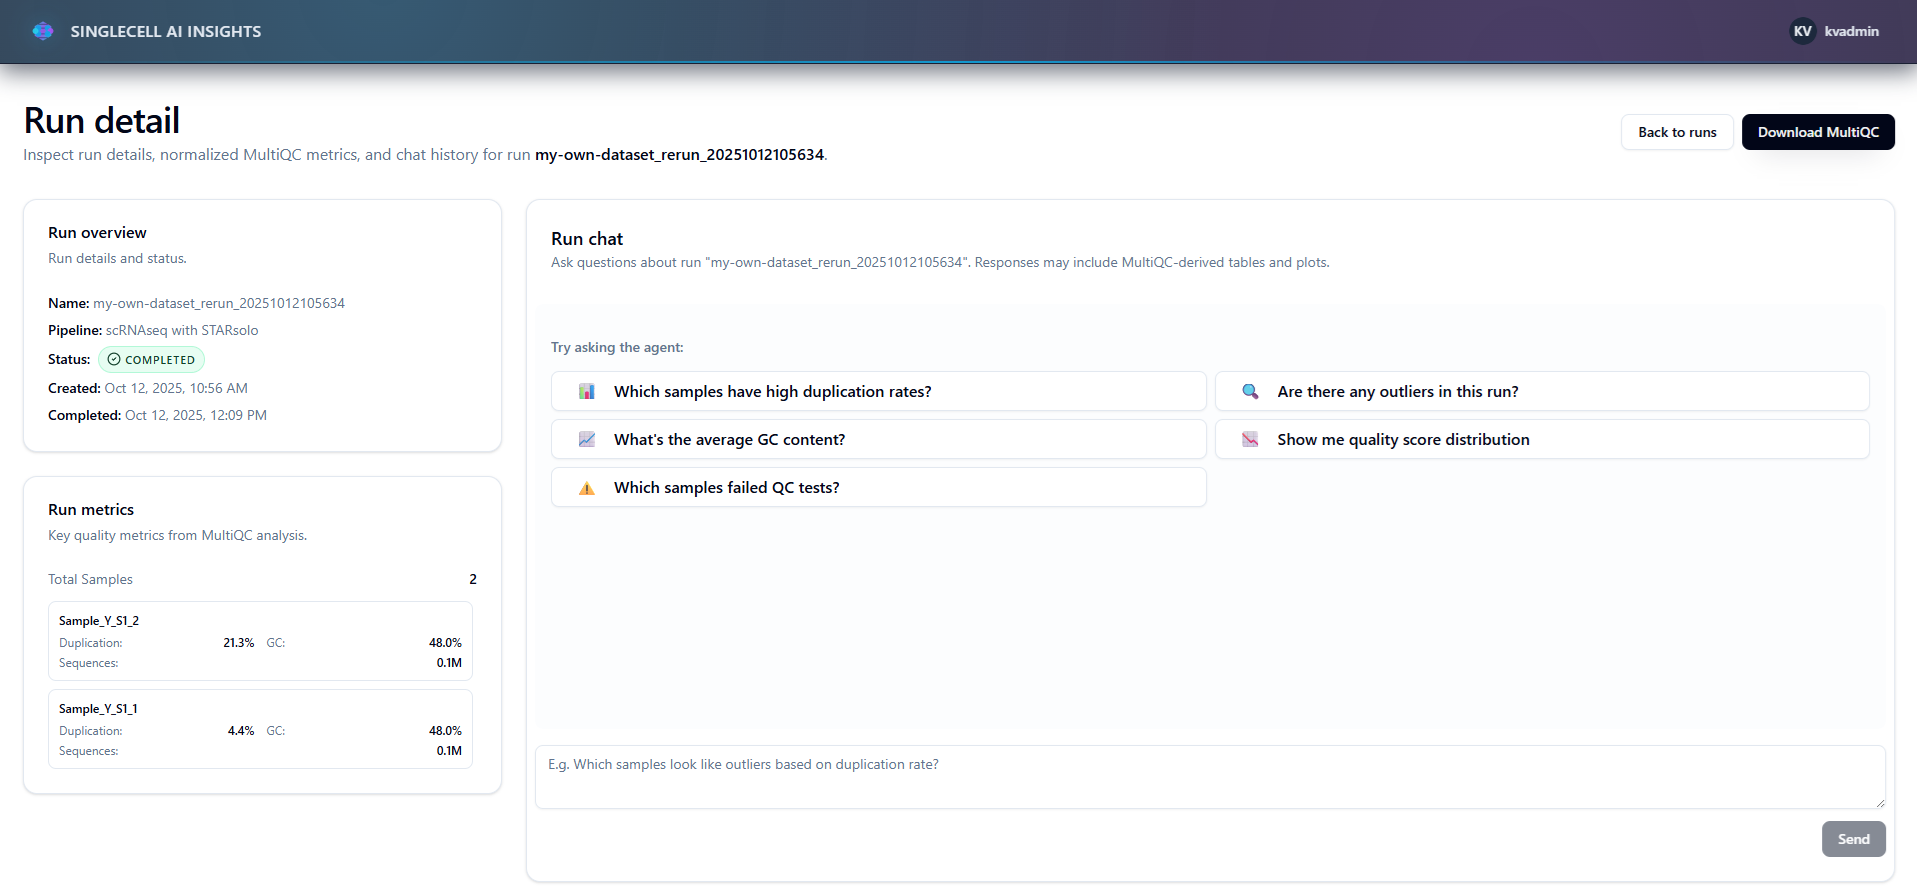 SINGLECELL AI INSIGHTS
KV kvadmin
Run detail
Inspect run details, normalized MultiQC metrics, and chat history for run my-own-dataset_rerun_20251012105634.
Back to runs
Download MultiQC
Run overview
Run details and status.
Name: my-own-dataset_rerun_20251012105634
Pipeline: scRNAseq with STARsolo
Status: COMPLETED
Created: Oct 12, 2025, 10:56 AM
Completed: Oct 12, 2025, 12:09 PM
Run metrics
Key quality metrics from MultiQC analysis.
Total Samples 2
Sample_Y_S1_2
Duplication: 21.3% GC: 48.0%
Sequences: 0.1M
Sample_Y_S1_1
Duplication: 4.4% GC: 48.0%
Sequences: 0.1M
Run chat
Ask questions about run "my-own-dataset_rerun_20251012105634". Responses may include MultiQC-derived tables and plots.
Try asking the agent:
Which samples have high duplication rates?
Are there any outliers in this run?
What's the average GC content?
Show me quality score distribution
Which samples failed QC tests?
E.g. Which samples look like outliers based on duplication rate?
Send